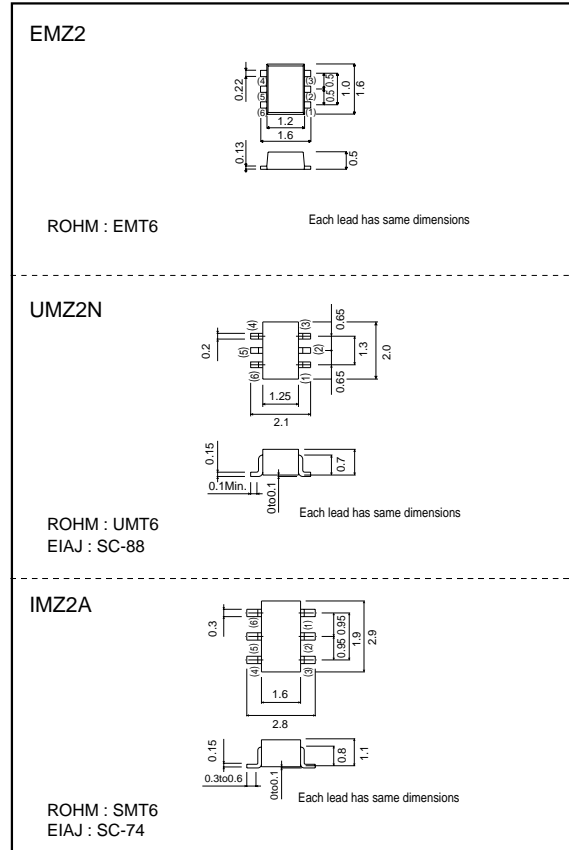 EMZ2
0.22
(4)
(3)
(5)
(2)
(6)
(1)
0.5 0.5
1.0
1.6
1.2
1.6
0.13
0.5
Each lead has same dimensions
ROHM : EMT6
UMZ2N
0.2
(4)
(3)
(5)
(2)
(6)
(1)
0.65
0.65
1.3
2.0
1.25
2.1
0.15
0.1Min.
0to0.1
0.7
Each lead has same dimensions
ROHM : UMT6
EIAJ : SC-88
IMZ2A
0.3
(6)
(1)
(5)
(2)
(4)
(3)
0.95 0.95
1.9
2.9
1.6
2.8
0.15
0.3to0.6
0to0.1
0.8
1.1
Each lead has same dimensions
ROHM : SMT6
EIAJ : SC-74